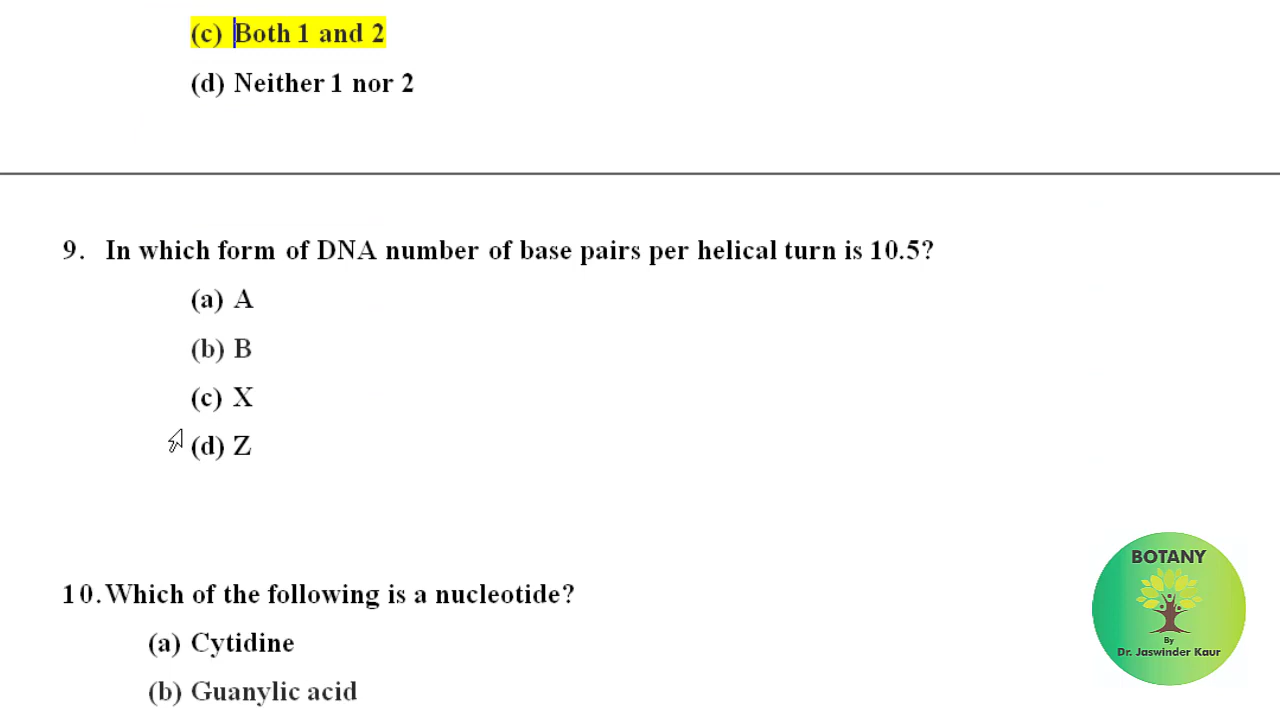 (c) Both 1 and 2
(d) Neither 1 nor 2
9. In which form of DNA number of base pairs per helical turn is 10.5?
(a) A
(b) B
(c) X
(d) Z
10. Which of the following is a nucleotide?
(a) Cytidine
(b) Guanylic acid
BOTANY
By
Dr. Jaswinder Kaur